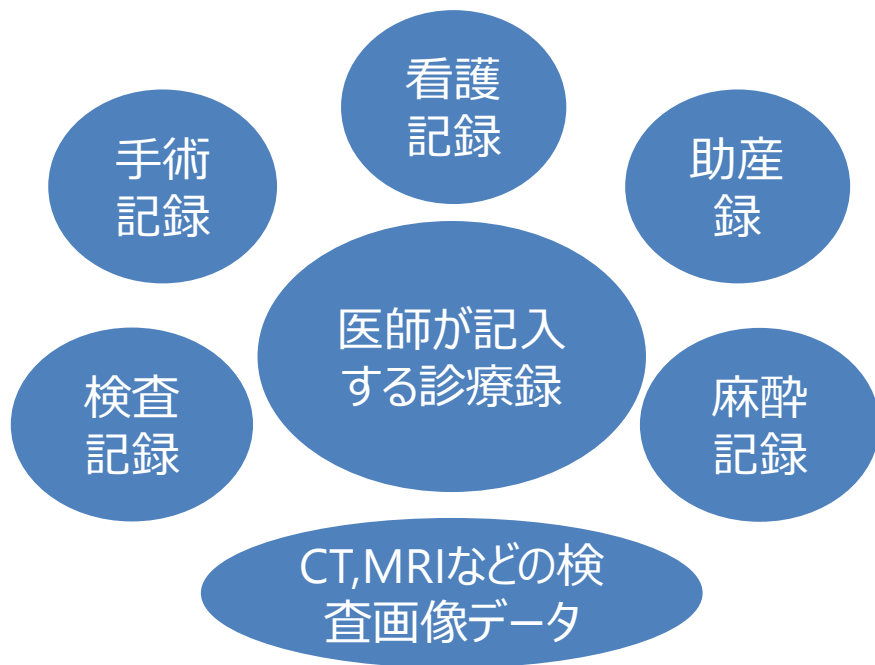 看護
記録
手術
記録
助産
録
医師が記入
する診療録
検査
記録
麻酔
記録
CT,MRIなどの検
査画像データ